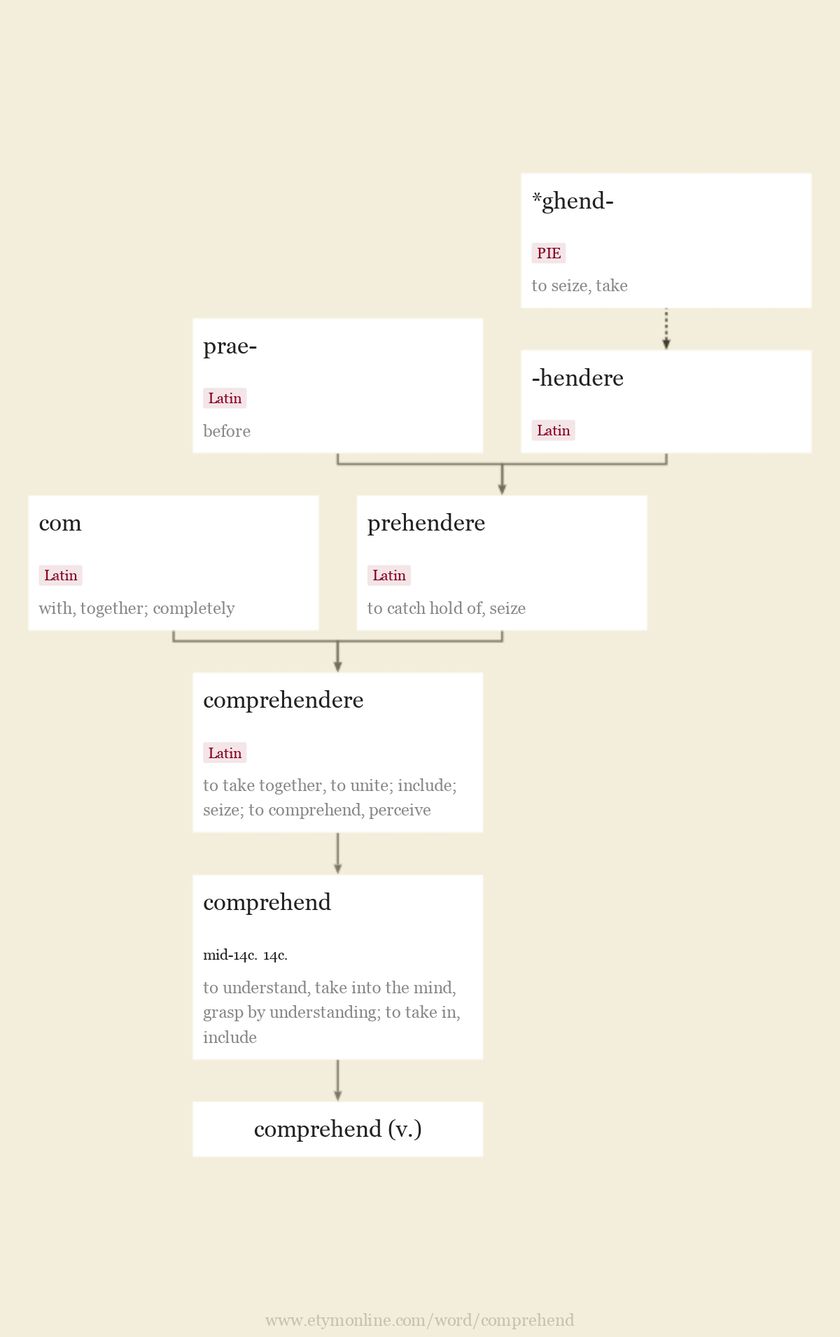 *ghend-
PIE
to seize, take
prae-
Latin
before
-hendere
Latin
com
Latin
with, together; completely
prehendere
Latin
to catch hold of, seize
comprehendere
Latin
to take together, to unite; include;
seize; to comprehend, perceive
comprehend
mid-14c. 14c.
to understand, take into the mind,
grasp by understanding; to take in,
include
comprehend (v.)
www.etymonline.com/word/comprehend